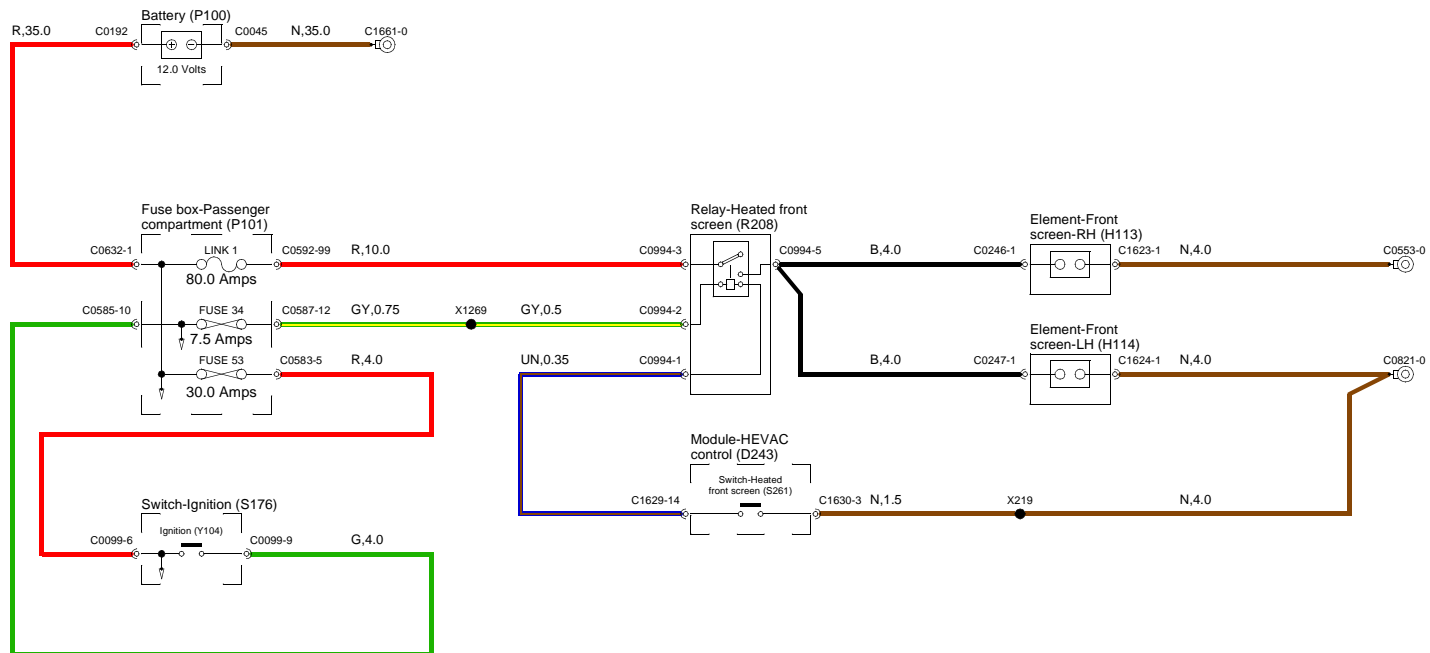 Battery (P100)
R,35.0
C0192
C0045
N,35.0
C1661-0
12.0 Volts
Fuse box-Passenger
compartment (P101)
Relay-Heated front
screen (R208)
Element-Front
screen-RH (H113)
C0632-1
LINK 1
C0592-99
R,10.0
C0994-3
C0994-5
B,4.0
C0246-1
C1623-1
N,4.0
C0553-0
80.0 Amps
C0585-10
FUSE 34
C0587-12
GY,0.75
X1269
GY,0.5
C0994-2
7.5 Amps
Element-Front
screen-LH (H114)
FUSE 53
C0583-5
R,4.0
UN,0.35
C0994-1
B,4.0
C0247-1
C1624-1
N,4.0
C0821-0
30.0 Amps
Module-HEVAC
control (D243)
Switch-Heated
front screen (S261)
C1629-14
C1630-3
N,1.5
X219
N,4.0
Switch-Ignition (S176)
Ignition (Y104)
C0099-6
C0099-9
G,4.0